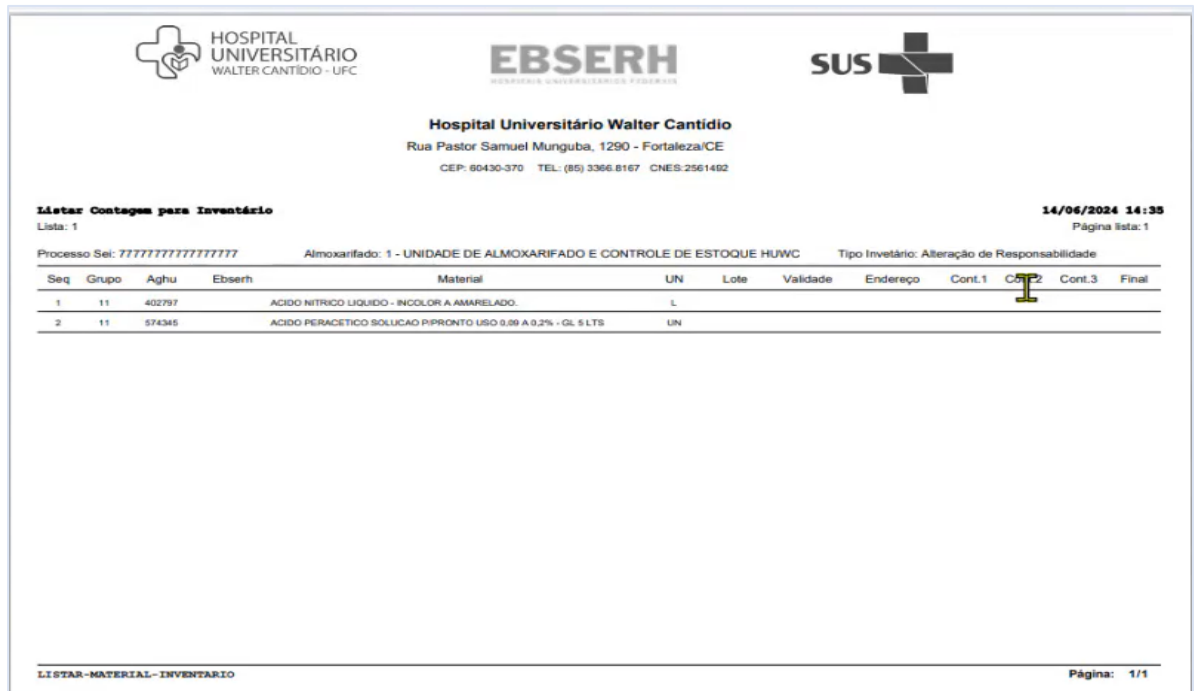 HOSPITAL
UNIVERSITÁRIO
WALTER CANTÍDIO - UFC
EBSERH
HOSPITAIS UNIVERSITÁRIOS FEDERAIS
SUS
Hospital Universitário Walter Cantídio
Rua Pastor Samuel Munguba, 1290 - Fortaleza/CE
CEP: 60430-370 TEL: (85) 3366.8167 CNES:2561492
Listar Contagem para Inventário 14/06/2024 14:35
Lista: 1 Página lista: 1
Processo Sei: 77777777777777777 Almoxarifado: 1 - UNIDADE DE ALMOXARIFADO E CONTROLE DE ESTOQUE HUWC Tipo Invetário: Alteração de Responsabilidade
Seq Grupo Aghu Ebserh Material UN Lote Validade Endereço Cont.1 Cont.2 Cont.3 Final
1 11 402797 ACIDO NITRICO LIQUIDO - INCOLOR A AMARELADO. L
2 11 574345 ACIDO PERACETICO SOLUCAO P/PRONTO USO 0,09 A 0,2% - GL 5 LTS UN
LISTAR-MATERIAL-INVENTARIO Página: 1/1